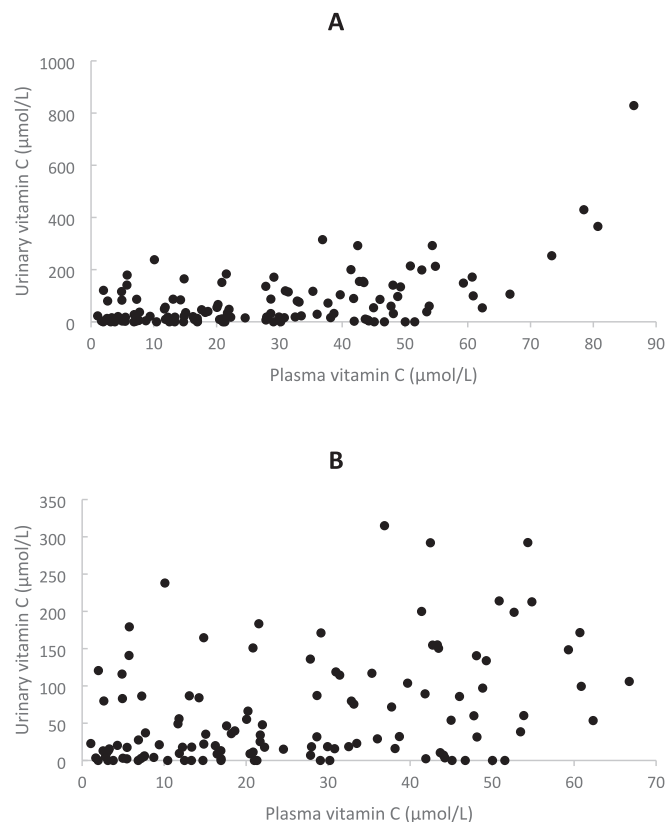 A
1000
800
600
400
200
0
Urinary vitamin C (µmol/L)
0 10 20 30 40 50 60 70 80 90
Plasma vitamin C (µmol/L)
B
350
300
250
200
150
100
50
0
Urinary vitamin C (µmol/L)
0 10 20 30 40 50 60 70
Plasma vitamin C (µmol/L)